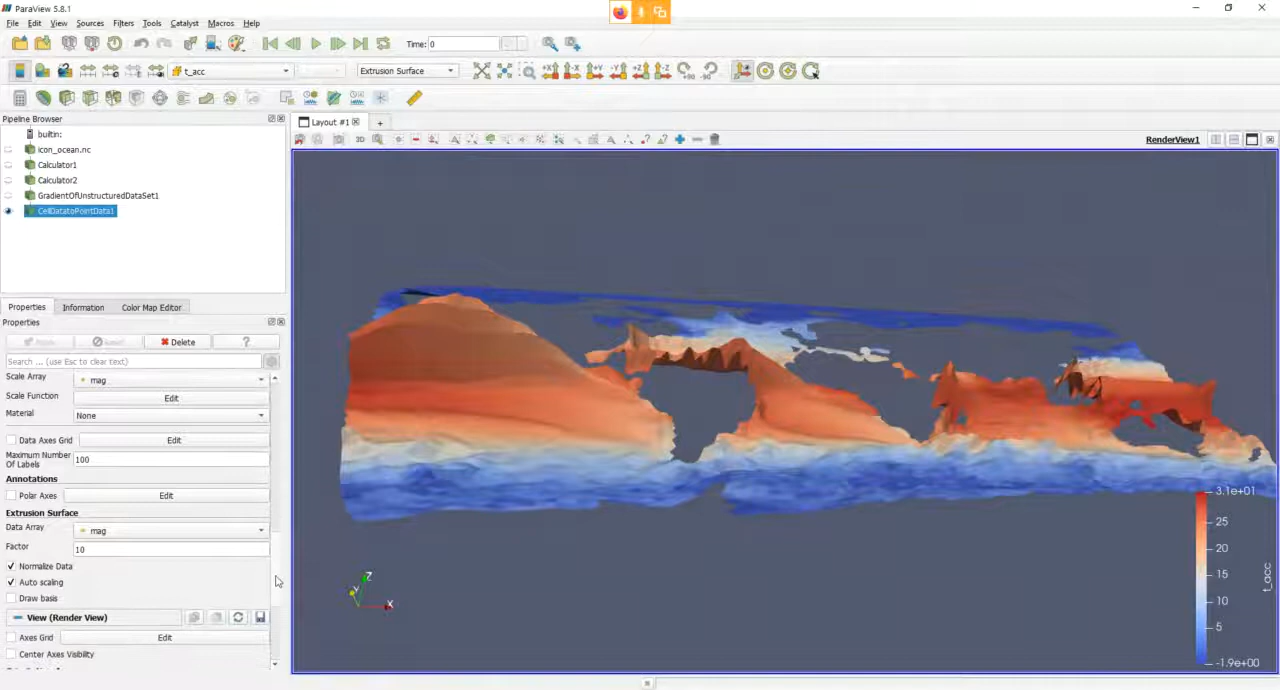 ParaView 5.8.1
File Edit View Sources Filters Tools Catalyst Macros Help
Time: 0
t_acc
Extrusion Surface
+X -X +Y -Y +Z -Z +90 -90
Pipeline Browser
builtin:
icon_ocean.nc
Calculator1
Calculator2
GradientOfUnstructuredDataSet1
CellDatatoPointData1
Layout #1
3D
RenderView1
Properties Information Color Map Editor
Properties
Delete ?
Search ... (use Esc to clear text)
Scale Array mag
Scale Function Edit
Material None
Data Axes Grid Edit
Maximum Number
Of Labels 100
Annotations
Polar Axes Edit
Extrusion Surface
Data Array mag
Factor 10
Normalize Data
Auto scaling
Draw basis
View (Render View)
Axes Grid Edit
Center Axes Visibility
Z
Y
X
3.1e+01
25
20
15
10
5
-1.9e+00
t_acc